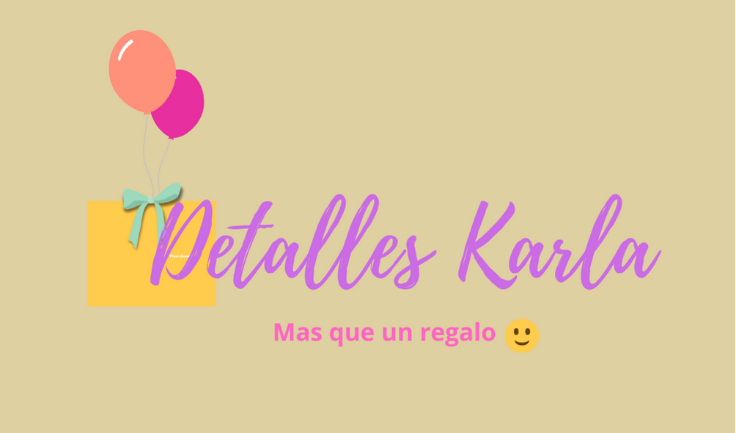 Detalles Karla
Mas que un regalo 🙂